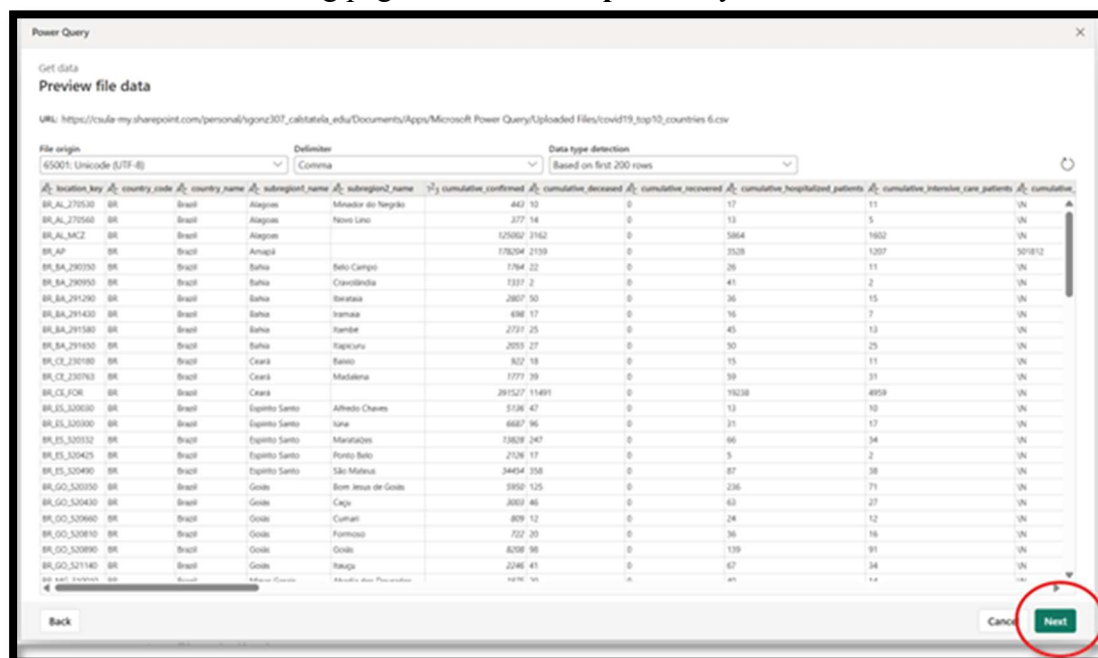 Power Query
Get data
Preview file data
URL: https://csula-my.sharepoint.com/personal/sgonz307_calstatela_edu/Documents/Apps/Microsoft Power Query/Uploaded Files/covid19_top10_countries 6.csv
File origin Delimiter Data type detection
65001: Unicode (UTF-8) Comma Based on first 200 rows
location_key country_code country_name subregion1_name subregion2_name cumulative_confirmed cumulative_deceased cumulative_recovered cumulative_hospitalized_patients cumulative_intensive_care_patients cumulative_
BR_AL_270530 BR Brazil Alagoas Minador do Negrão 443 10 0 17 11 \N
BR_AL_270560 BR Brazil Alagoas Novo Lino 377 14 0 13 5 \N
BR_AL_MCZ BR Brazil Alagoas 125002 3162 0 5864 1602 \N
BR_AP BR Brazil Amapá 178204 2159 0 3528 1207 501812
BR_BA_290350 BR Brazil Bahia Belo Campo 1764 22 0 26 11 \N
BR_BA_290950 BR Brazil Bahia Cravolândia 1331 2 0 41 2 \N
BR_BA_291290 BR Brazil Bahia Ibirataia 2807 50 0 36 15 \N
BR_BA_291430 BR Brazil Bahia Iramaia 698 17 0 16 7 \N
BR_BA_291580 BR Brazil Bahia Itambé 2731 25 0 45 13 \N
BR_BA_291650 BR Brazil Bahia Itapicuru 2055 27 0 50 25 \N
BR_CE_230180 BR Brazil Ceará Baixio 922 18 0 15 11 \N
BR_CE_230763 BR Brazil Ceará Madalena 1777 39 0 59 31 \N
BR_CE_FOR BR Brazil Ceará 391527 11491 0 19238 4959 \N
BR_ES_320030 BR Brazil Espírito Santo Alfredo Chaves 5136 47 0 13 10 \N
BR_ES_320300 BR Brazil Espírito Santo Iúna 6687 96 0 31 17 \N
BR_ES_320332 BR Brazil Espírito Santo Marataízes 13828 247 0 66 34 \N
BR_ES_320425 BR Brazil Espírito Santo Ponto Belo 2126 17 0 5 2 \N
BR_ES_320490 BR Brazil Espírito Santo São Mateus 34454 358 0 87 38 \N
BR_GO_520350 BR Brazil Goiás Bom Jesus de Goiás 5950 125 0 236 71 \N
BR_GO_520430 BR Brazil Goiás Caçu 3003 46 0 63 27 \N
BR_GO_520660 BR Brazil Goiás Cumari 809 12 0 24 12 \N
BR_GO_520810 BR Brazil Goiás Formoso 722 20 0 36 16 \N
BR_GO_520890 BR Brazil Goiás Goiás 8208 98 0 139 91 \N
BR_GO_521140 BR Brazil Goiás Itauçu 2246 41 0 67 34 \N
Back Cance Next